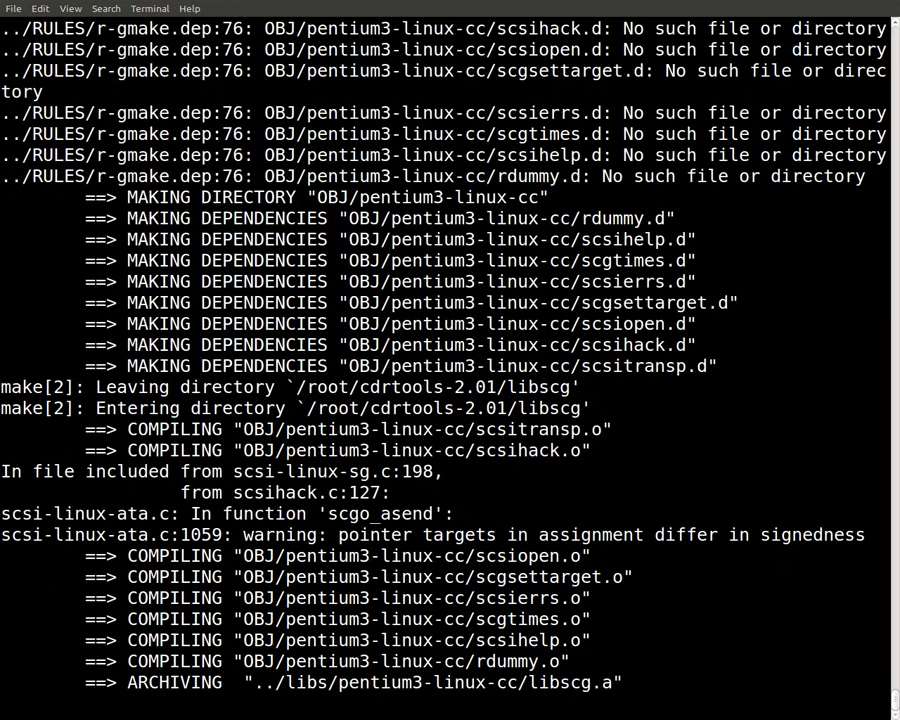 File Edit View Search Terminal Help
../RULES/r-gmake.dep:76: OBJ/pentium3-linux-cc/scsihack.d: No such file or directory
../RULES/r-gmake.dep:76: OBJ/pentium3-linux-cc/scsiopen.d: No such file or directory
../RULES/r-gmake.dep:76: OBJ/pentium3-linux-cc/scgsettarget.d: No such file or direc
tory
../RULES/r-gmake.dep:76: OBJ/pentium3-linux-cc/scsierrs.d: No such file or directory
../RULES/r-gmake.dep:76: OBJ/pentium3-linux-cc/scgtimes.d: No such file or directory
../RULES/r-gmake.dep:76: OBJ/pentium3-linux-cc/scsihelp.d: No such file or directory
../RULES/r-gmake.dep:76: OBJ/pentium3-linux-cc/rdummy.d: No such file or directory
==> MAKING DIRECTORY "OBJ/pentium3-linux-cc"
==> MAKING DEPENDENCIES "OBJ/pentium3-linux-cc/rdummy.d"
==> MAKING DEPENDENCIES "OBJ/pentium3-linux-cc/scsihelp.d"
==> MAKING DEPENDENCIES "OBJ/pentium3-linux-cc/scgtimes.d"
==> MAKING DEPENDENCIES "OBJ/pentium3-linux-cc/scsierrs.d"
==> MAKING DEPENDENCIES "OBJ/pentium3-linux-cc/scgsettarget.d"
==> MAKING DEPENDENCIES "OBJ/pentium3-linux-cc/scsiopen.d"
==> MAKING DEPENDENCIES "OBJ/pentium3-linux-cc/scsihack.d"
==> MAKING DEPENDENCIES "OBJ/pentium3-linux-cc/scsitransp.d"
make[2]: Leaving directory `/root/cdrtools-2.01/libscg'
make[2]: Entering directory `/root/cdrtools-2.01/libscg'
==> COMPILING "OBJ/pentium3-linux-cc/scsitransp.o"
==> COMPILING "OBJ/pentium3-linux-cc/scsihack.o"
In file included from scsi-linux-sg.c:198,
from scsihack.c:127:
scsi-linux-ata.c: In function 'scgo_asend':
scsi-linux-ata.c:1059: warning: pointer targets in assignment differ in signedness
==> COMPILING "OBJ/pentium3-linux-cc/scsiopen.o"
==> COMPILING "OBJ/pentium3-linux-cc/scgsettarget.o"
==> COMPILING "OBJ/pentium3-linux-cc/scsierrs.o"
==> COMPILING "OBJ/pentium3-linux-cc/scgtimes.o"
==> COMPILING "OBJ/pentium3-linux-cc/scsihelp.o"
==> COMPILING "OBJ/pentium3-linux-cc/rdummy.o"
==> ARCHIVING  "../libs/pentium3-linux-cc/libscg.a"